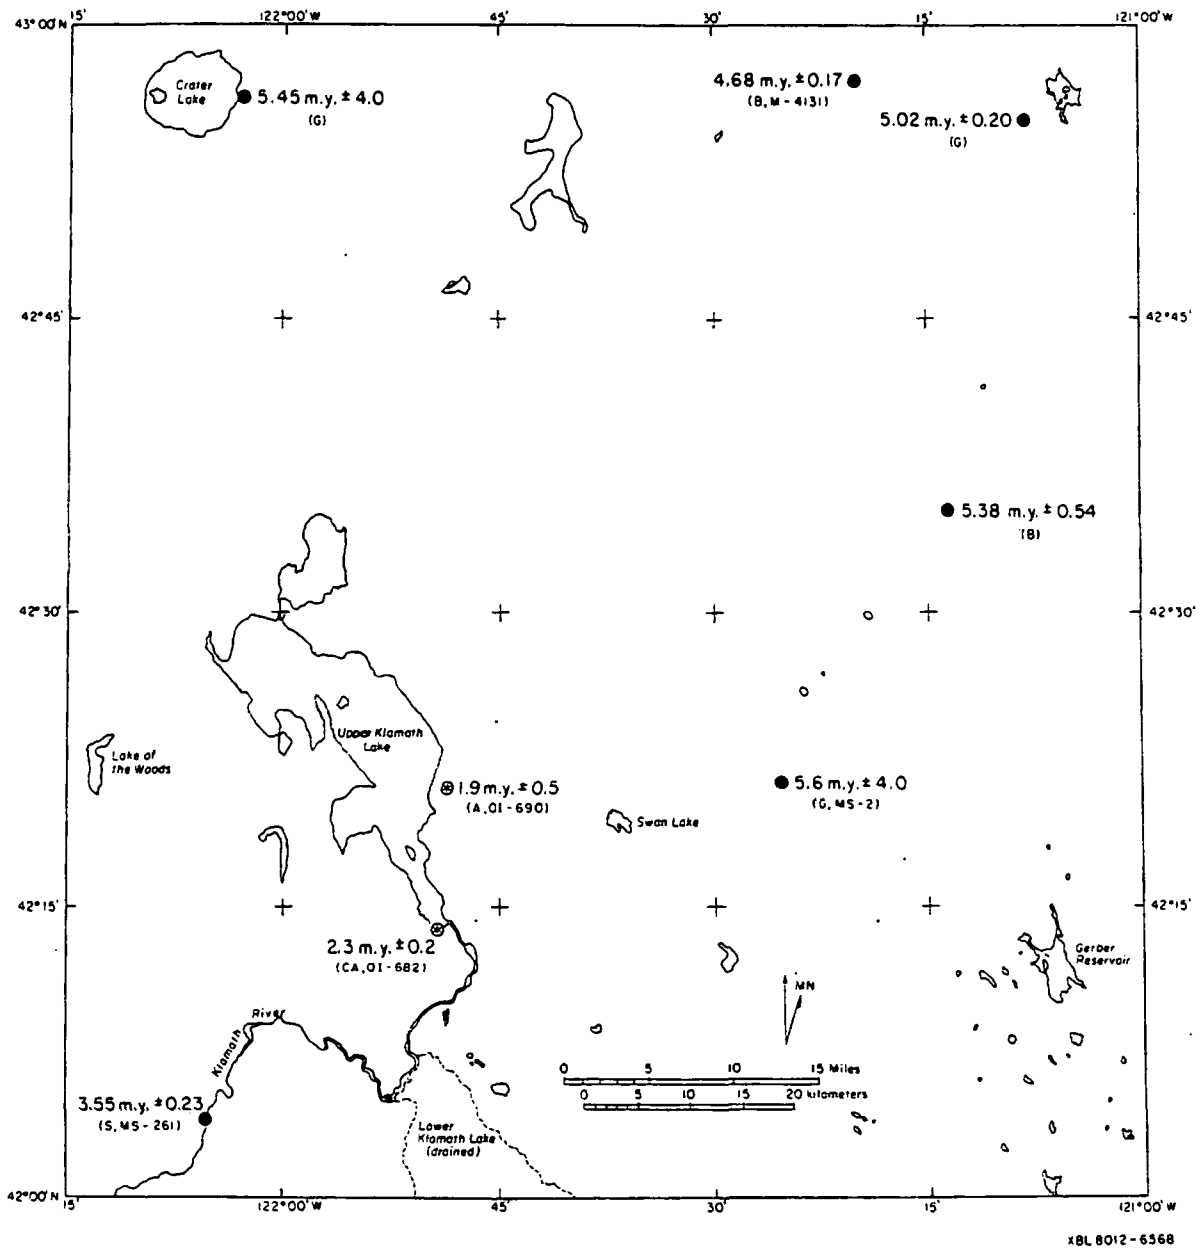 15' 122°00'W 45' 30' 15' 121°00'W
43°00'N
Crater
Lake
5.45 m.y. ± 4.0
(G)
4.68 m.y. ± 0.17
(B, M-4131)
5.02 m.y. ± 0.20
(G)
42°45' 42°45'
5.38 m.y. ± 0.54
(B)
42°30' 42°30'
Upper Klamath
Lake
Lake of
the Woods
1.9 m.y. ± 0.5
(A, OI-690)
5.6 m.y. ± 4.0
(G, MS-2)
Swan Lake
42°15' 42°15'
2.3 m.y. ± 0.2
(CA, OI-682)
Gerber
Reservoir
MN
Klamath River
0 5 10 15 Miles
0 5 10 15 20 kilometers
3.55 m.y. ± 0.23
(S, MS-261)
Lower
Klamath Lake
(drained)
42°00'N
15' 122°00'W 45' 30' 15' 121°00'W
XBL 8012-6568